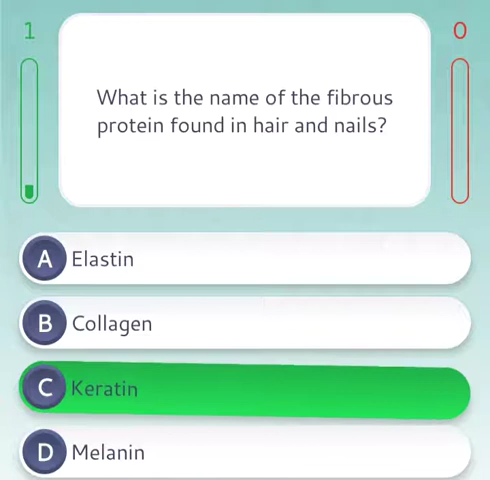 1
0
What is the name of the fibrous
protein found in hair and nails?
A Elastin
B Collagen
C Keratin
D Melanin